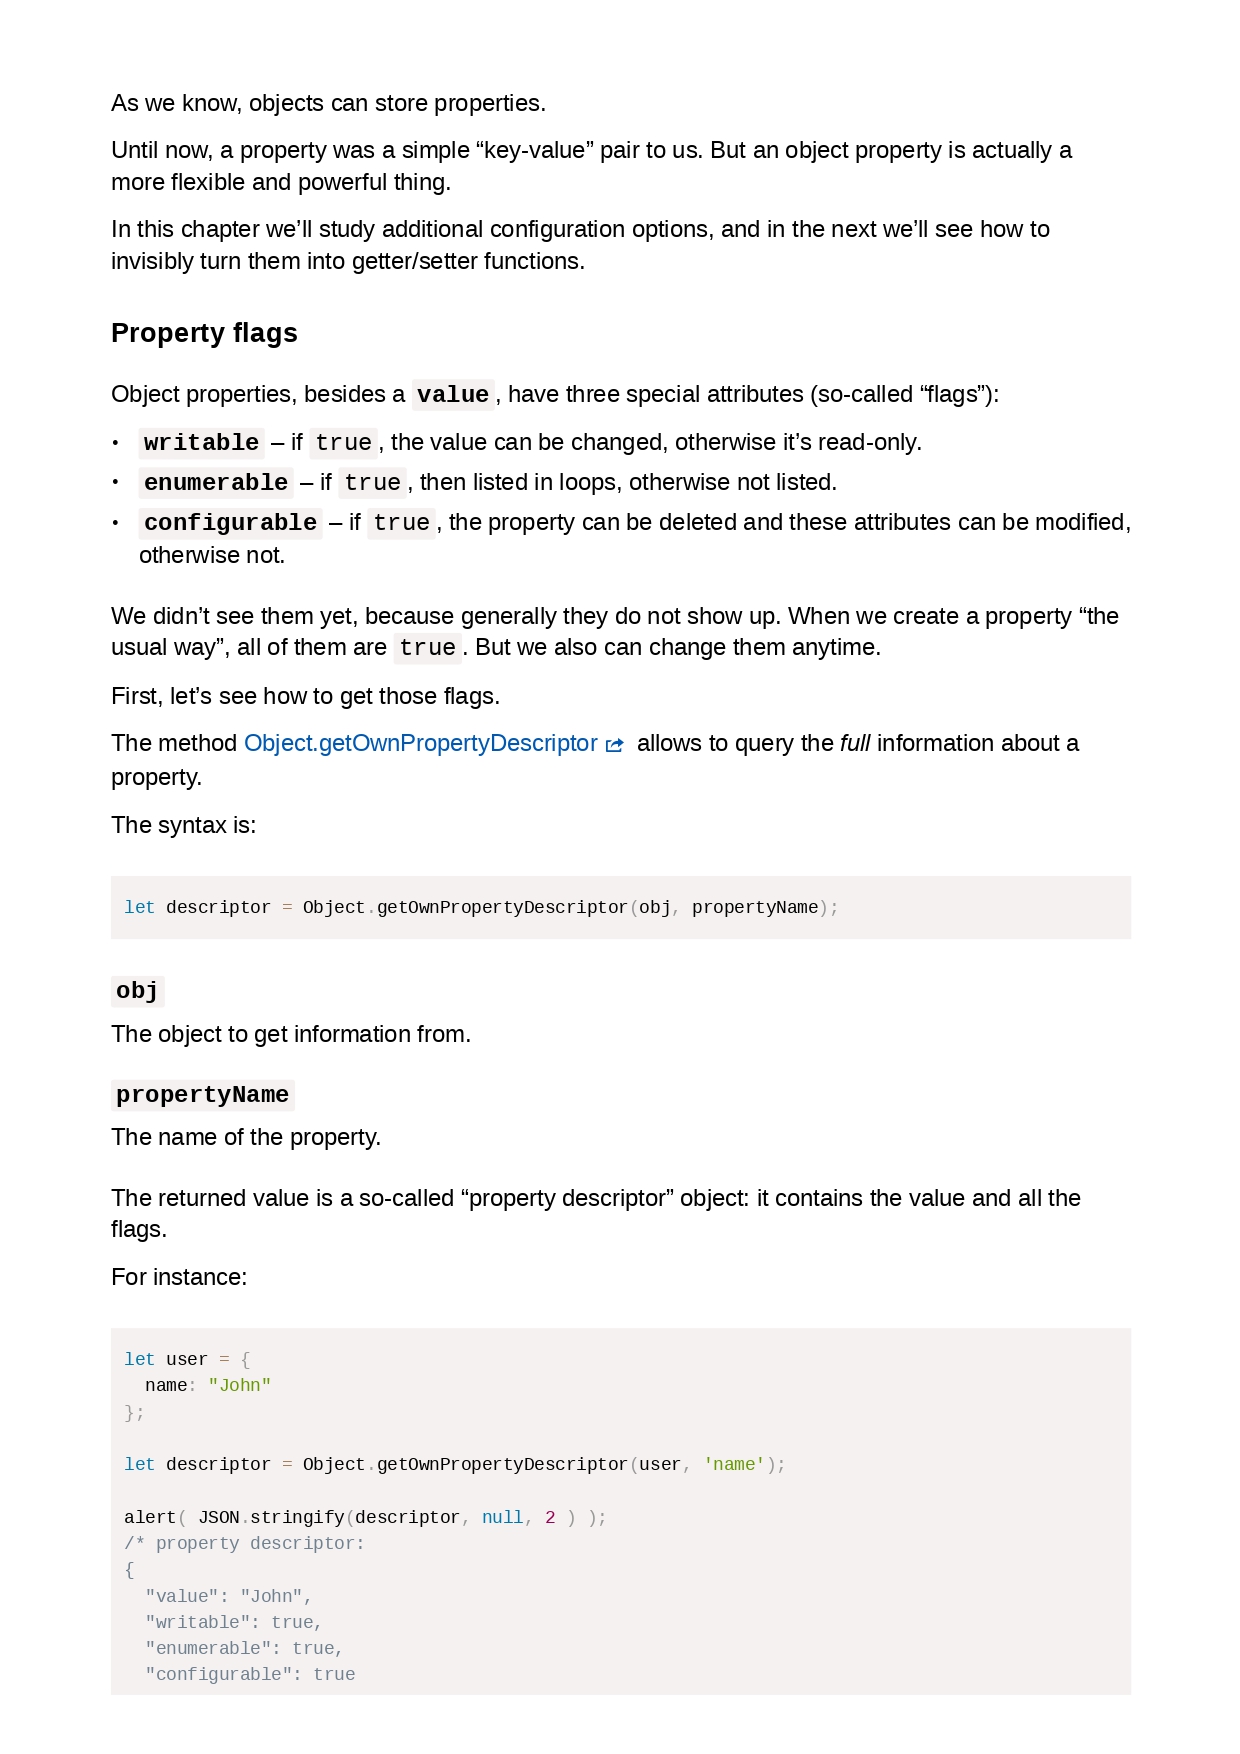 As we know, objects can store properties.
Until now, a property was a simple “key-value” pair to us. But an object property is actually a
more flexible and powerful thing.
In this chapter we’ll study additional configuration options, and in the next we’ll see how to
invisibly turn them into getter/setter functions.
Property flags
Object properties, besides a value, have three special attributes (so-called “flags”):
• writable – if true, the value can be changed, otherwise it’s read-only.
• enumerable – if true, then listed in loops, otherwise not listed.
• configurable – if true, the property can be deleted and these attributes can be modified,
otherwise not.
We didn’t see them yet, because generally they do not show up. When we create a property “the
usual way”, all of them are true. But we also can change them anytime.
First, let’s see how to get those flags.
The method Object.getOwnPropertyDescriptor allows to query the full information about a
property.
The syntax is:
let descriptor = Object.getOwnPropertyDescriptor(obj, propertyName);
obj
The object to get information from.
propertyName
The name of the property.
The returned value is a so-called “property descriptor” object: it contains the value and all the
flags.
For instance:
let user = {
  name: "John"
};
let descriptor = Object.getOwnPropertyDescriptor(user, 'name');
alert( JSON.stringify(descriptor, null, 2 ) );
/* property descriptor:
{
  "value": "John",
  "writable": true,
  "enumerable": true,
  "configurable": true